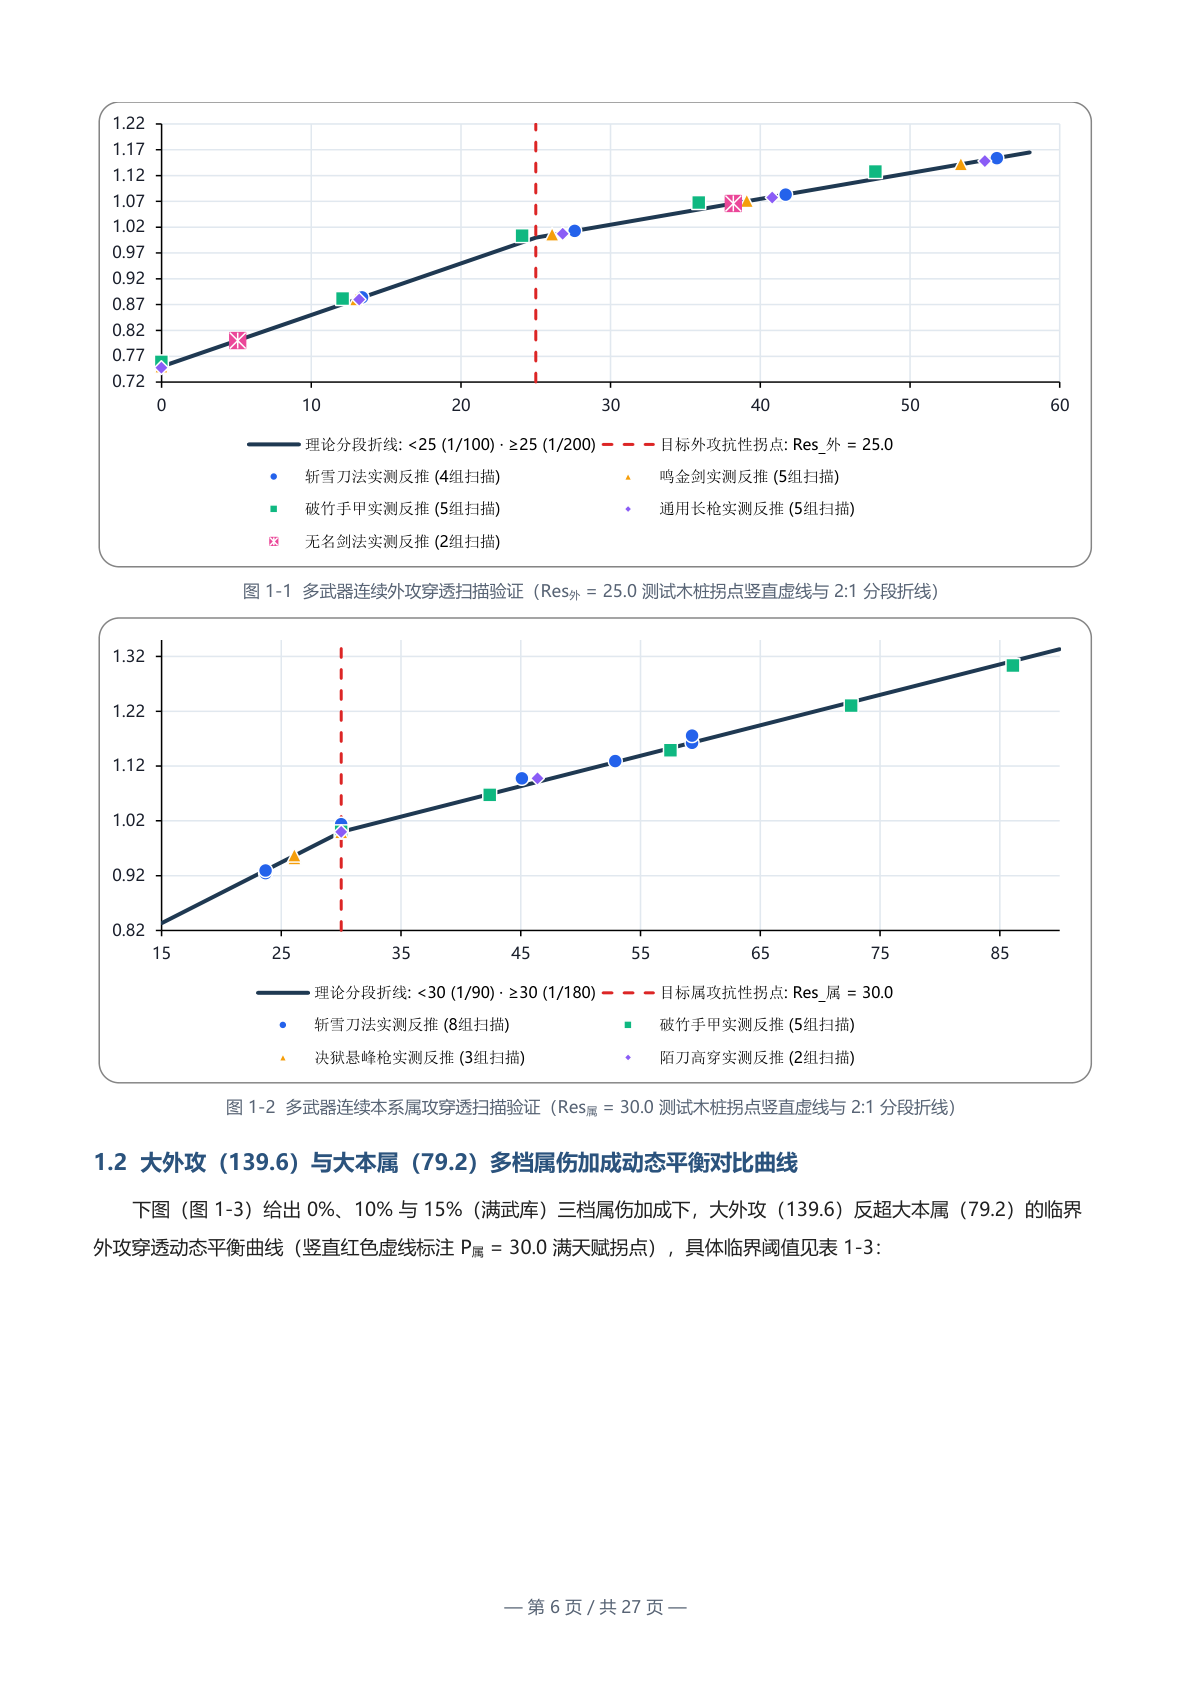 1.22
1.17
1.12
1.07
1.02
0.97
0.92
0.87
0.82
0.77
0.72
0 10 20 30 40 50 60
理论分段折线: <25 (1/100) · ≥25 (1/200) 目标外攻抗性拐点: Res_外 = 25.0
斩雪刀法实测反推 (4组扫描) 鸣金剑实测反推 (5组扫描)
破竹手甲实测反推 (5组扫描) 通用长枪实测反推 (5组扫描)
无名剑法实测反推 (2组扫描)
图 1-1 多武器连续外攻穿透扫描验证（Res外 = 25.0 测试木桩拐点竖直虚线与 2:1 分段折线）
1.32
1.22
1.12
1.02
0.92
0.82
15 25 35 45 55 65 75 85
理论分段折线: <30 (1/90) · ≥30 (1/180) 目标属攻抗性拐点: Res_属 = 30.0
斩雪刀法实测反推 (8组扫描) 破竹手甲实测反推 (5组扫描)
决狱悬峰枪实测反推 (3组扫描) 陌刀高穿实测反推 (2组扫描)
图 1-2 多武器连续本系属攻穿透扫描验证（Res属 = 30.0 测试木桩拐点竖直虚线与 2:1 分段折线）
1.2 大外攻（139.6）与大本属（79.2）多档属伤加成动态平衡对比曲线
下图（图 1-3）给出 0%、10% 与 15%（满武库）三档属伤加成下，大外攻（139.6）反超大本属（79.2）的临界
外攻穿透动态平衡曲线（竖直红色虚线标注 P属 = 30.0 满天赋拐点），具体临界阈值见表 1-3：
— 第 6 页 / 共 27 页 —